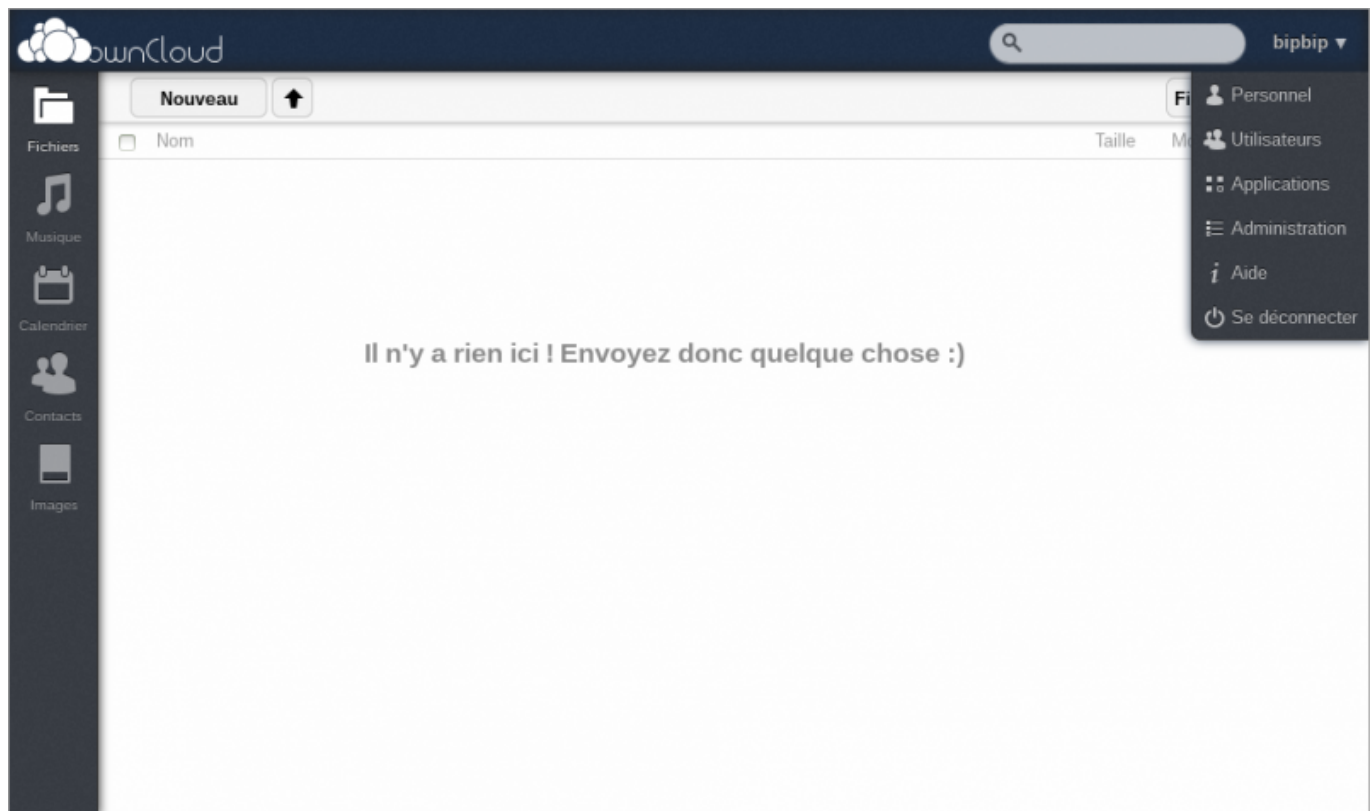 ownCloud
bipbip
Fichiers
Musique
Calendrier
Contacts
Images
Nouveau
Fi
Nom
Taille
Mo
Il n'y a rien ici ! Envoyez donc quelque chose :)
Personnel
Utilisateurs
Applications
Administration
Aide
Se déconnecter